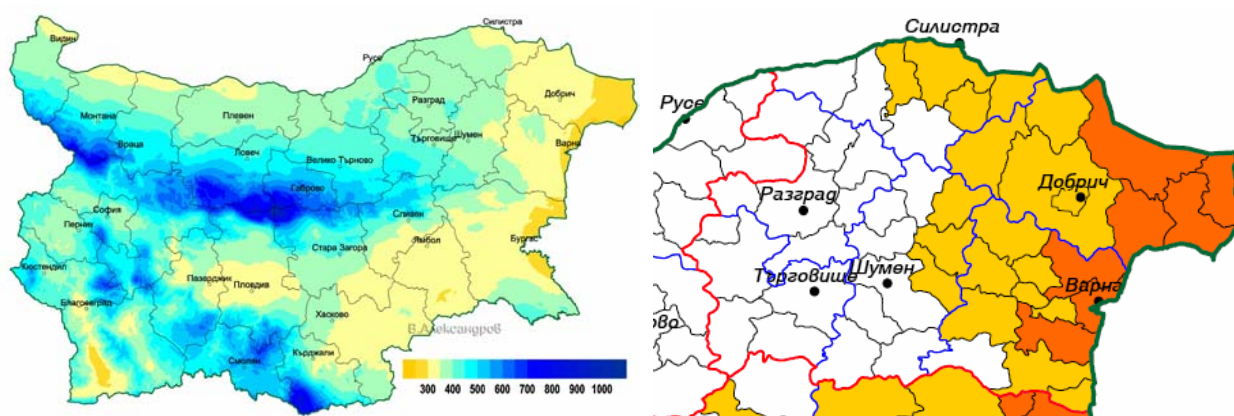 Силистра
Видин
Русе
Разград
Добрич
Монтана
Плевен
Търговище
Шумен
Враца
Варна
Ловеч
Велико Търново
Габрово
София
Перник
Сливен
Стара Загора
Ямбол
Бургас
Кюстендил
Пазарджик
Пловдив
Благоевград
Хасково
В.Александров
Смолян
Кърджали
300 400 500 600 700 800 900 1000
Силистра
Русе
Добрич
Разград
Търговище
Шумен
Варна
ово